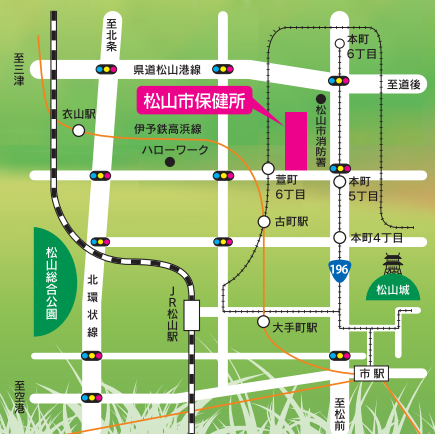 至北条
本町
6丁目
至三津
県道松山港線
至道後
松山市保健所
松山市消防署
衣山駅
伊予鉄高浜線
ハローワーク
萱町
6丁目
本町
5丁目
古町駅
本町4丁目
松山総合公園
196
松山城
北環状線
JR松山駅
大手町駅
市駅
至空港
至松前